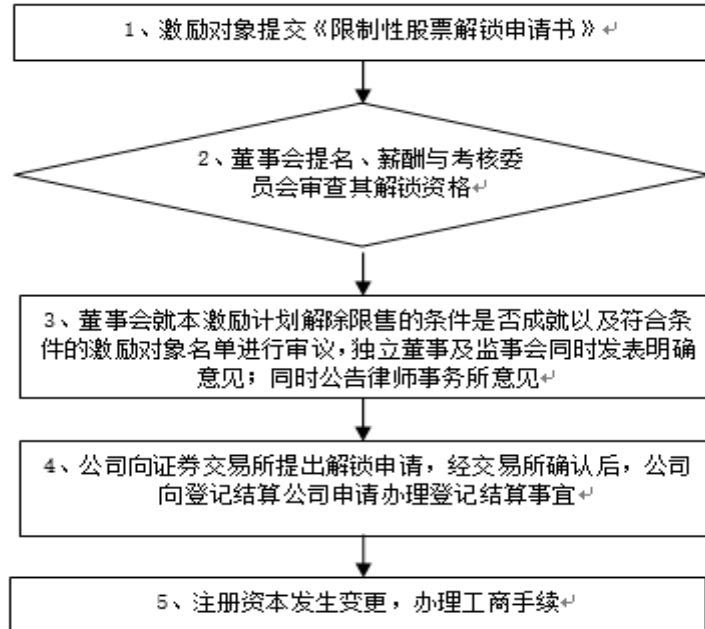 1、激励对象提交《限制性股票解锁申请书》↵
2、董事会提名、薪酬与考核委
员会审查其解锁资格↵
3、董事会就本激励计划解除限售的条件是否成就以及符合条
件的激励对象名单进行审议，独立董事及监事会同时发表明确
意见；同时公告律师事务所意见↵
4、公司向证券交易所提出解锁申请，经交易所确认后，公司
向登记结算公司申请办理登记结算事宜↵
5、注册资本发生变更，办理工商手续↵